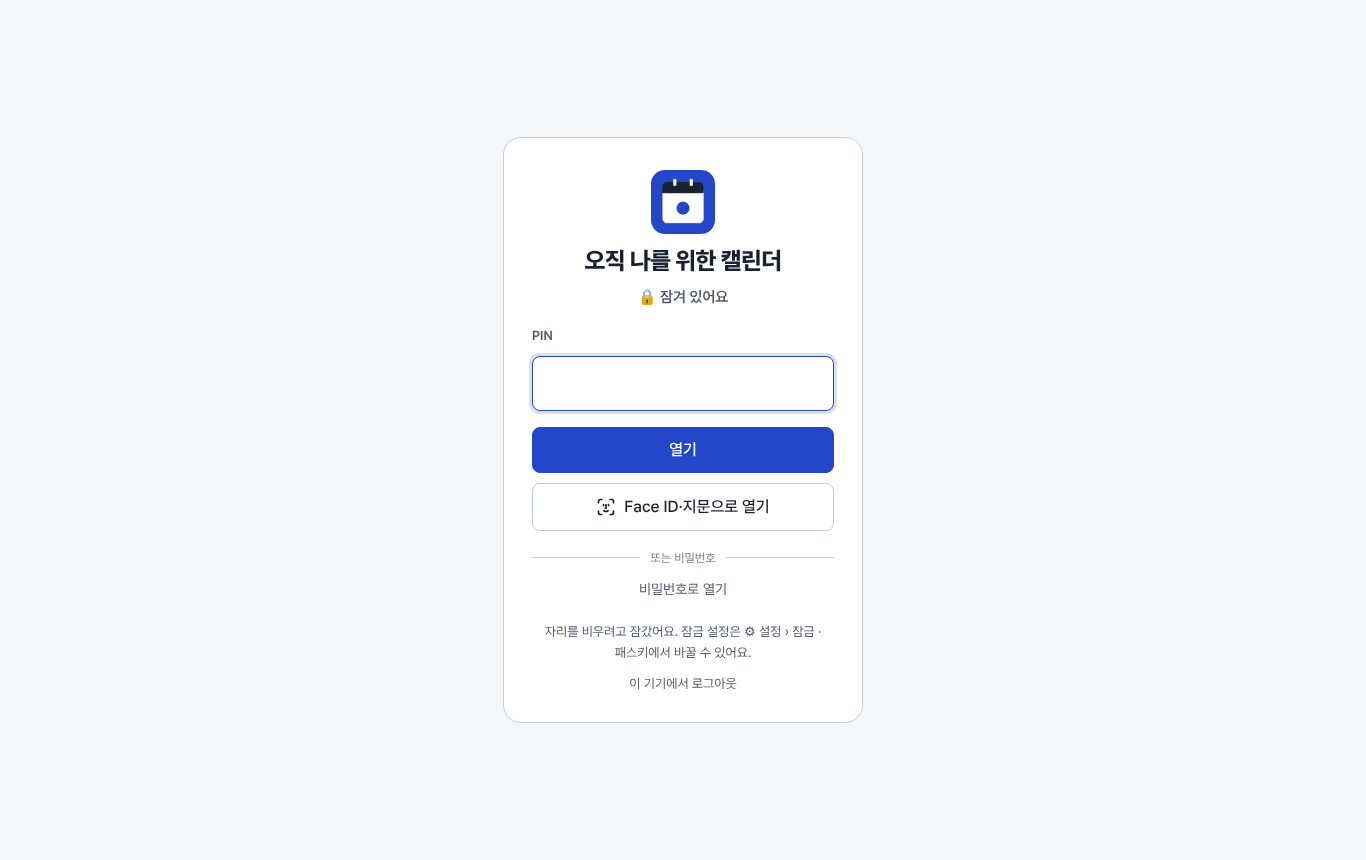 오직 나를 위한 캘린더
🔒 잠겨 있어요
PIN
열기
Face ID·지문으로 열기
또는 비밀번호
비밀번호로 열기
자리를 비우려고 잠갔어요. 잠금 설정은 ⚙ 설정 › 잠금 ·
패스키에서 바꿀 수 있어요.
이 기기에서 로그아웃